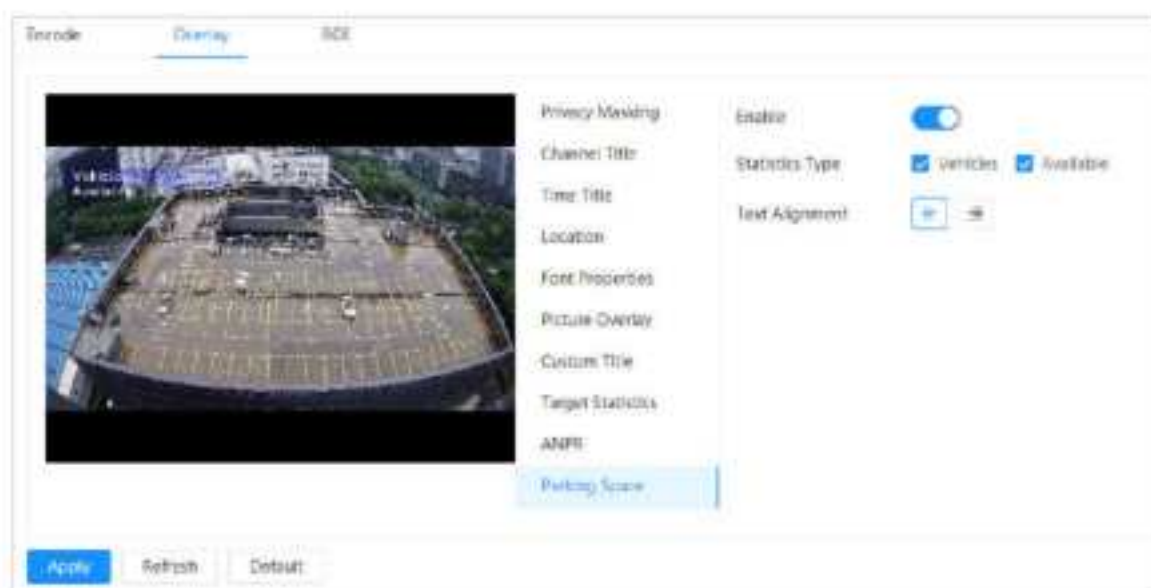 Encode Overlay ROI
Privacy Masking
Channel Title
Time Title
Location
Font Properties
Picture Overlay
Custom Title
Target Statistics
ANPR
Parking Space
Enable
Statistics Type Vehicles Available
Text Alignment
Apply Refresh Default